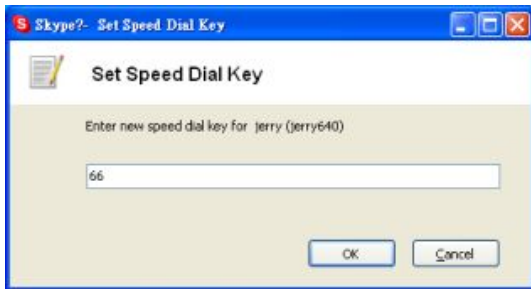 S Skype?- Set Speed Dial Key
Set Speed Dial Key
Enter new speed dial key for jerry (jerry640)
66
OK Cancel